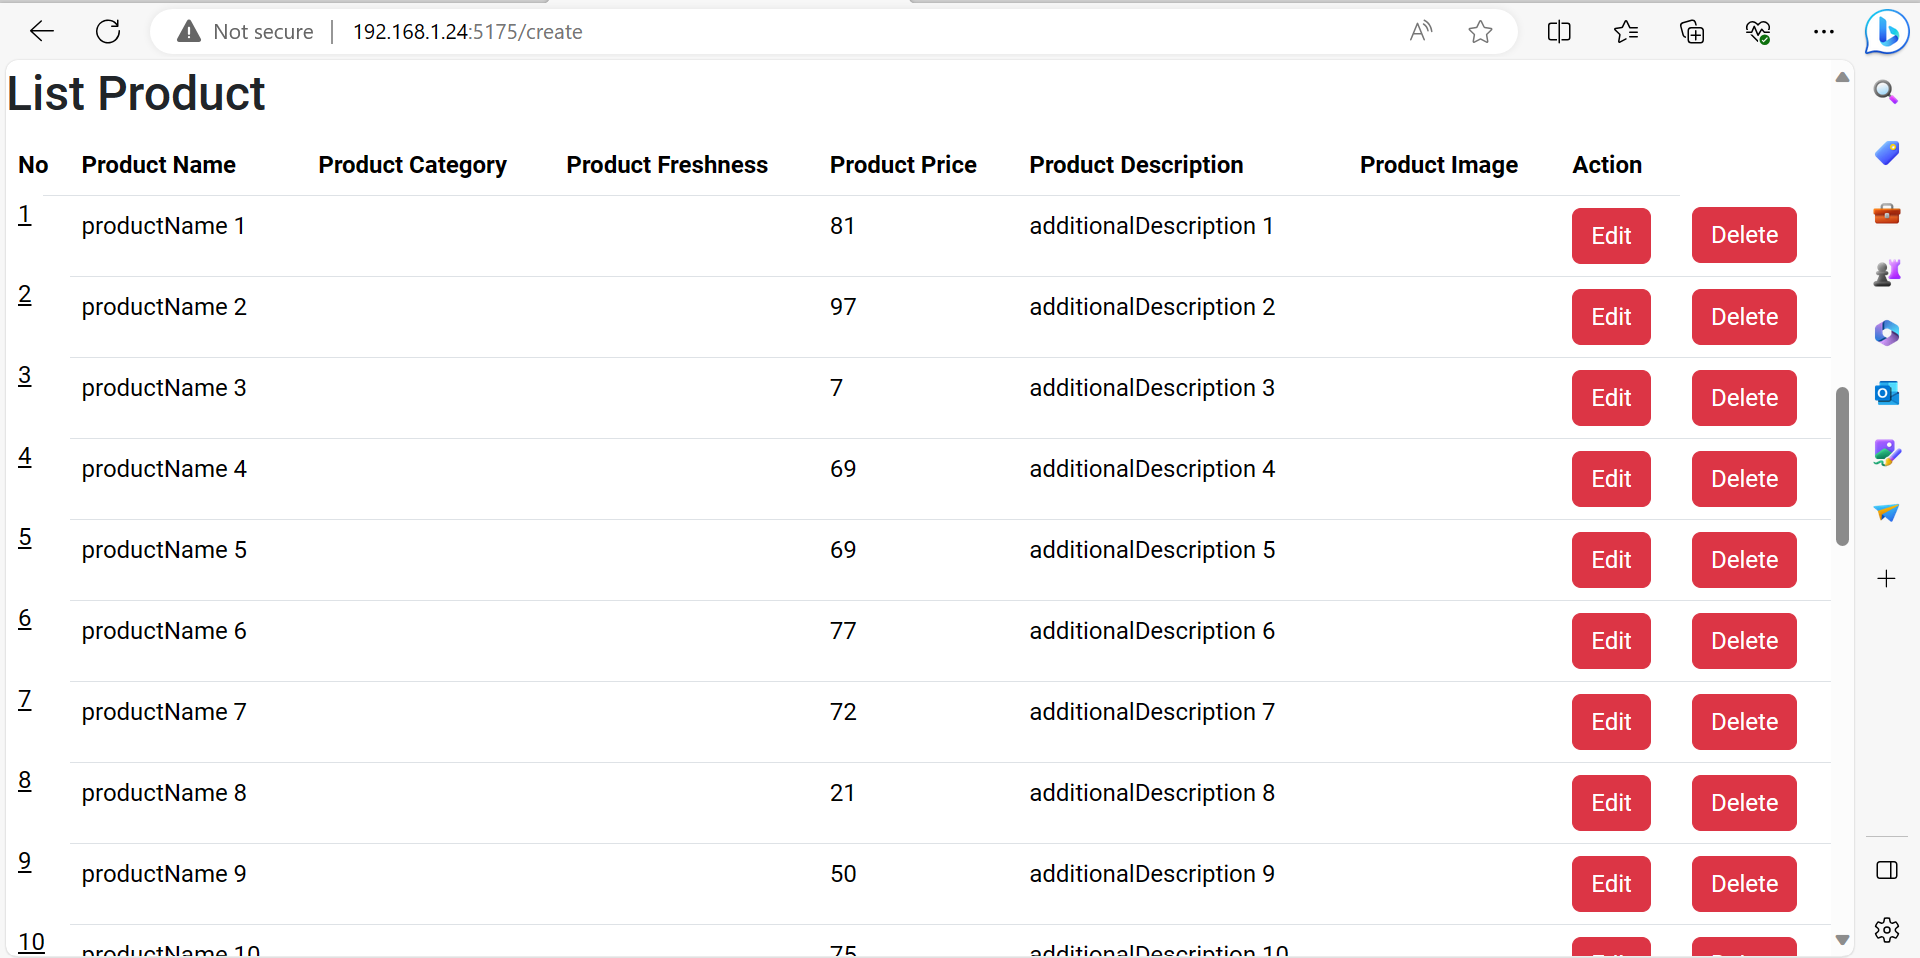 Not secure | 192.168.1.24:5175/create
List Product
No Product Name Product Category Product Freshness Product Price Product Description Product Image Action
1 productName 1 81 additionalDescription 1 Edit Delete
2 productName 2 97 additionalDescription 2 Edit Delete
3 productName 3 7 additionalDescription 3 Edit Delete
4 productName 4 69 additionalDescription 4 Edit Delete
5 productName 5 69 additionalDescription 5 Edit Delete
6 productName 6 77 additionalDescription 6 Edit Delete
7 productName 7 72 additionalDescription 7 Edit Delete
8 productName 8 21 additionalDescription 8 Edit Delete
9 productName 9 50 additionalDescription 9 Edit Delete
10 productName 10 75 additionalDescription 10